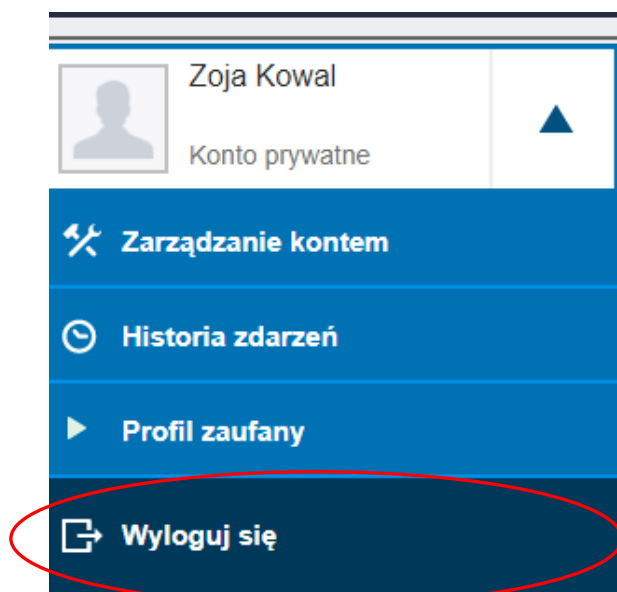 Zoja Kowal
Konto prywatne
Zarządzanie kontem
Historia zdarzeń
Profil zaufany
Wyloguj się